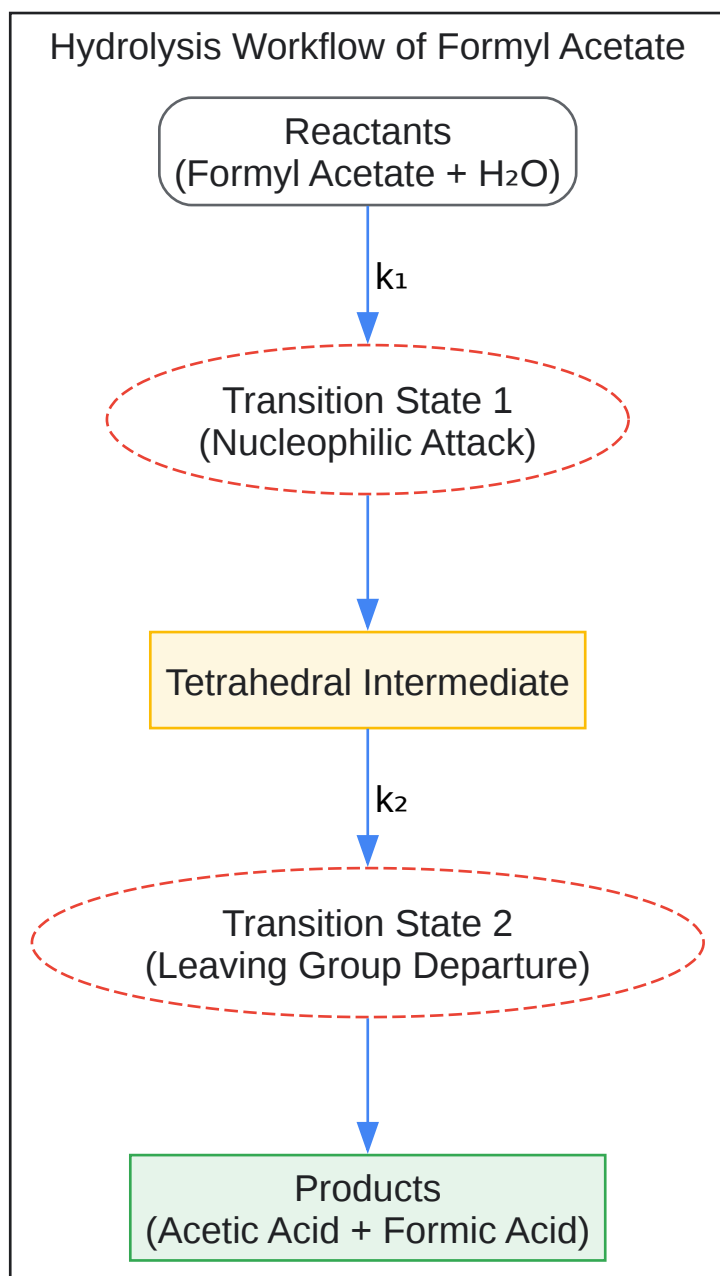 Hydrolysis Workflow of Formyl Acetate
Reactants
(Formyl Acetate + H₂O)
k₁
Transition State 1
(Nucleophilic Attack)
Tetrahedral Intermediate
k₂
Transition State 2
(Leaving Group Departure)
Products
(Acetic Acid + Formic Acid)